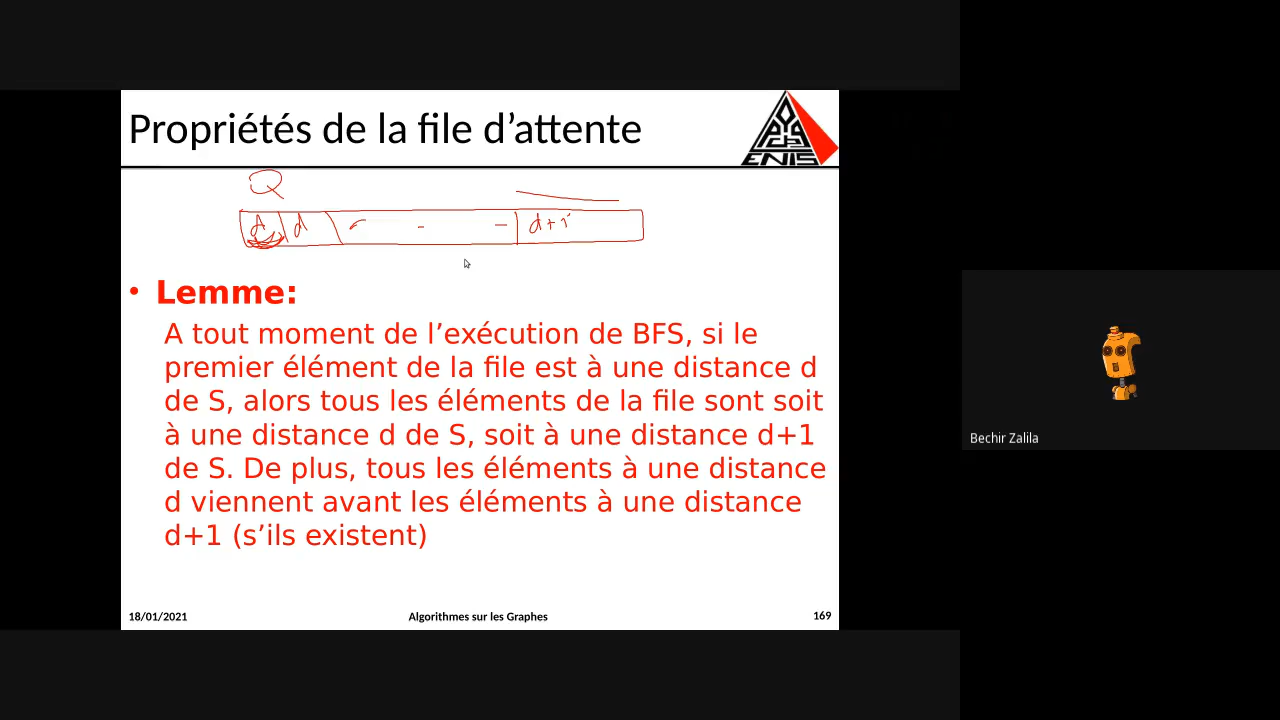 Propriétés de la file d’attente
ENIS
Q
d d - - - d+1
• Lemme:
A tout moment de l’exécution de BFS, si le
premier élément de la file est à une distance d
de S, alors tous les éléments de la file sont soit
à une distance d de S, soit à une distance d+1
de S. De plus, tous les éléments à une distance
d viennent avant les éléments à une distance
d+1 (s’ils existent)
Bechir Zalila
18/01/2021 Algorithmes sur les Graphes 169